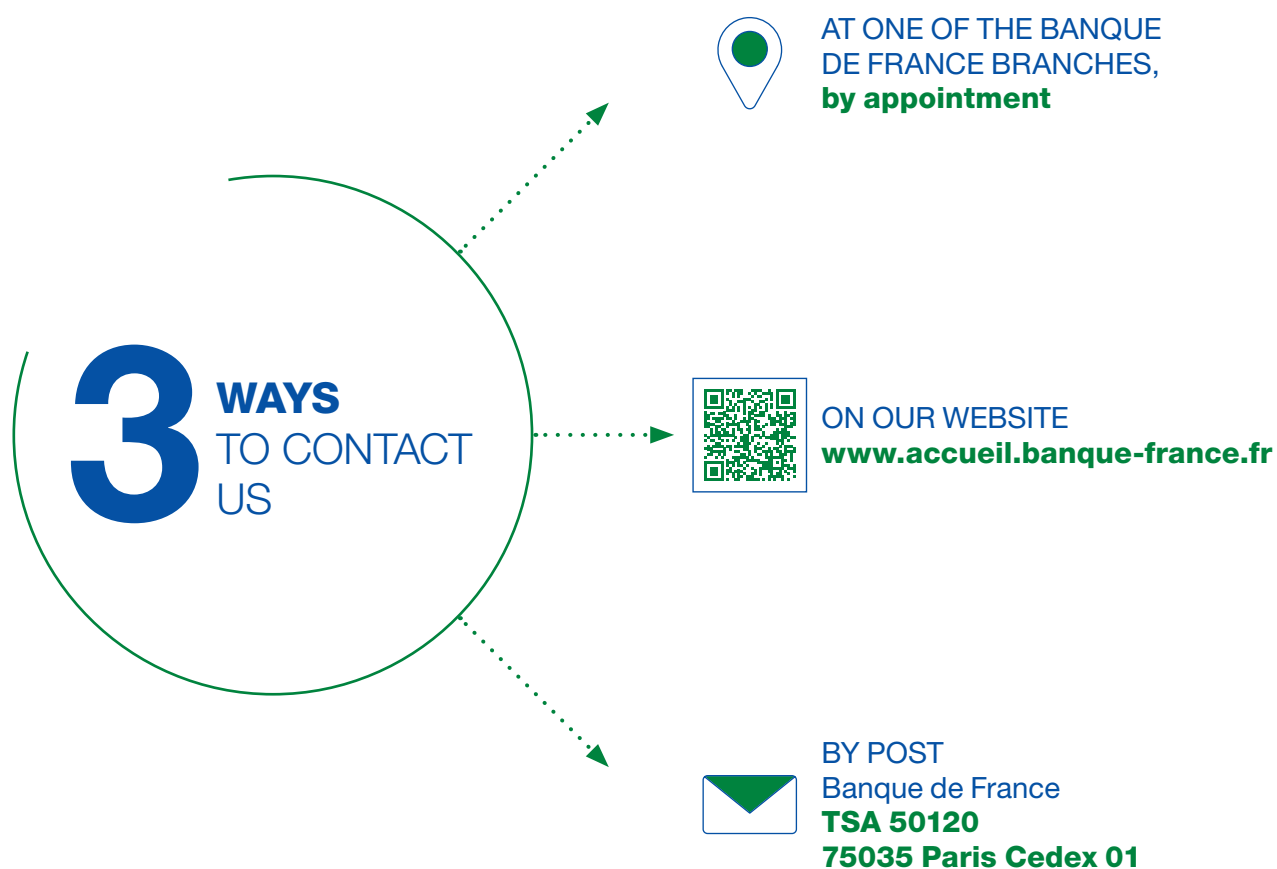 AT ONE OF THE BANQUE
DE FRANCE BRANCHES,
by appointment
3 WAYS
TO CONTACT
US
ON OUR WEBSITE
www.accueil.banque-france.fr
BY POST
Banque de France
TSA 50120
75035 Paris Cedex 01